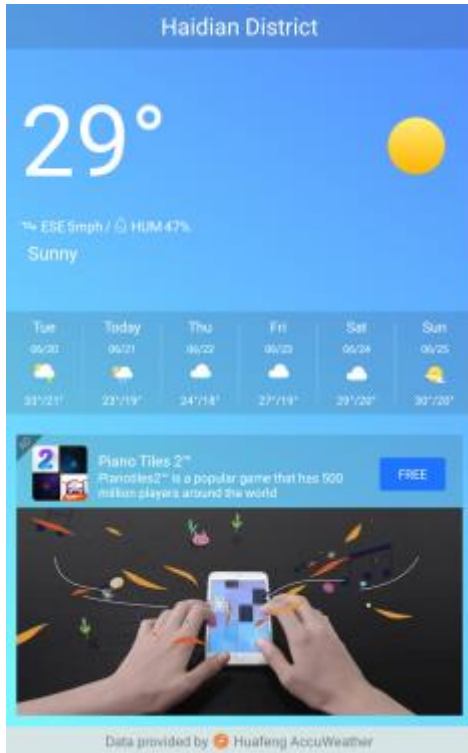 Haidian District
29°
ESE 5mph / HUM 47%
Sunny
Tue Today Thu Fri Sat Sun
06/20 06/21 06/22 06/23 06/24 06/25
23°/19° 24°/18° 27°/19° 29°/20° 30°/20°
AD
2
Piano Tiles 2™
Pianotiles2™ is a popular game that has 500
million players around the world
FREE
Data provided by Huafeng AccuWeather